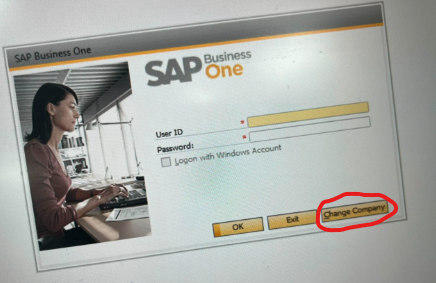 SAP Business One
SAP Business One
User ID *
Password: *
Logon with Windows Account
OK Exit Change Company